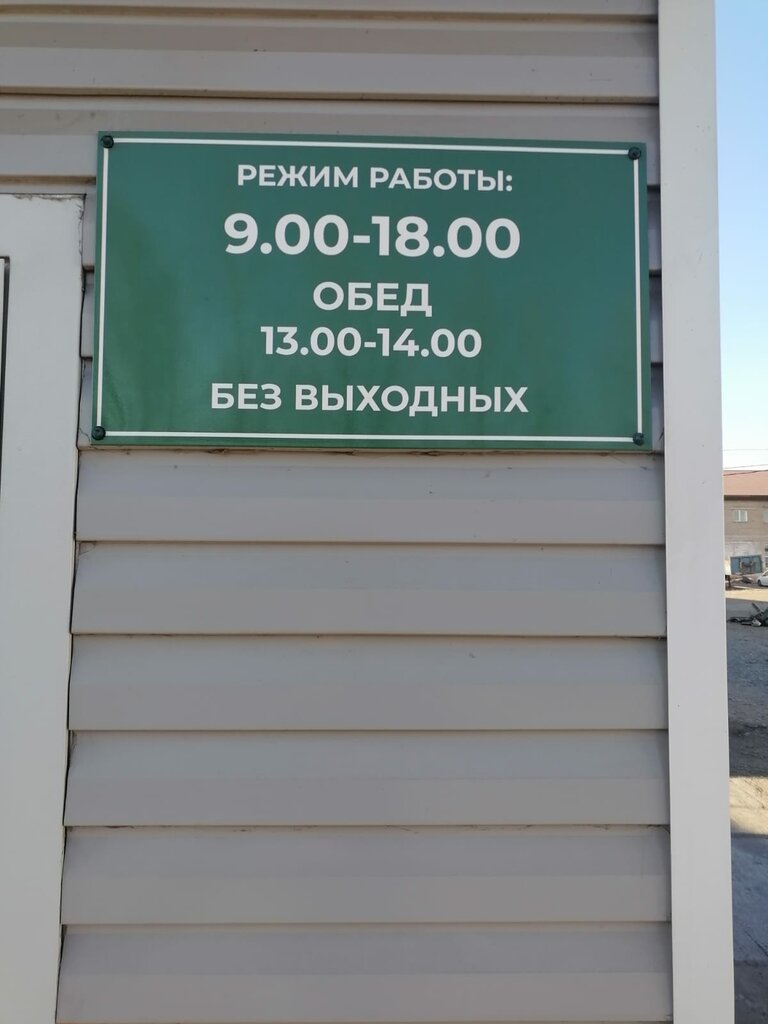 РЕЖИМ РАБОТЫ:
9.00-18.00
ОБЕД
13.00-14.00
БЕЗ ВЫХОДНЫХ